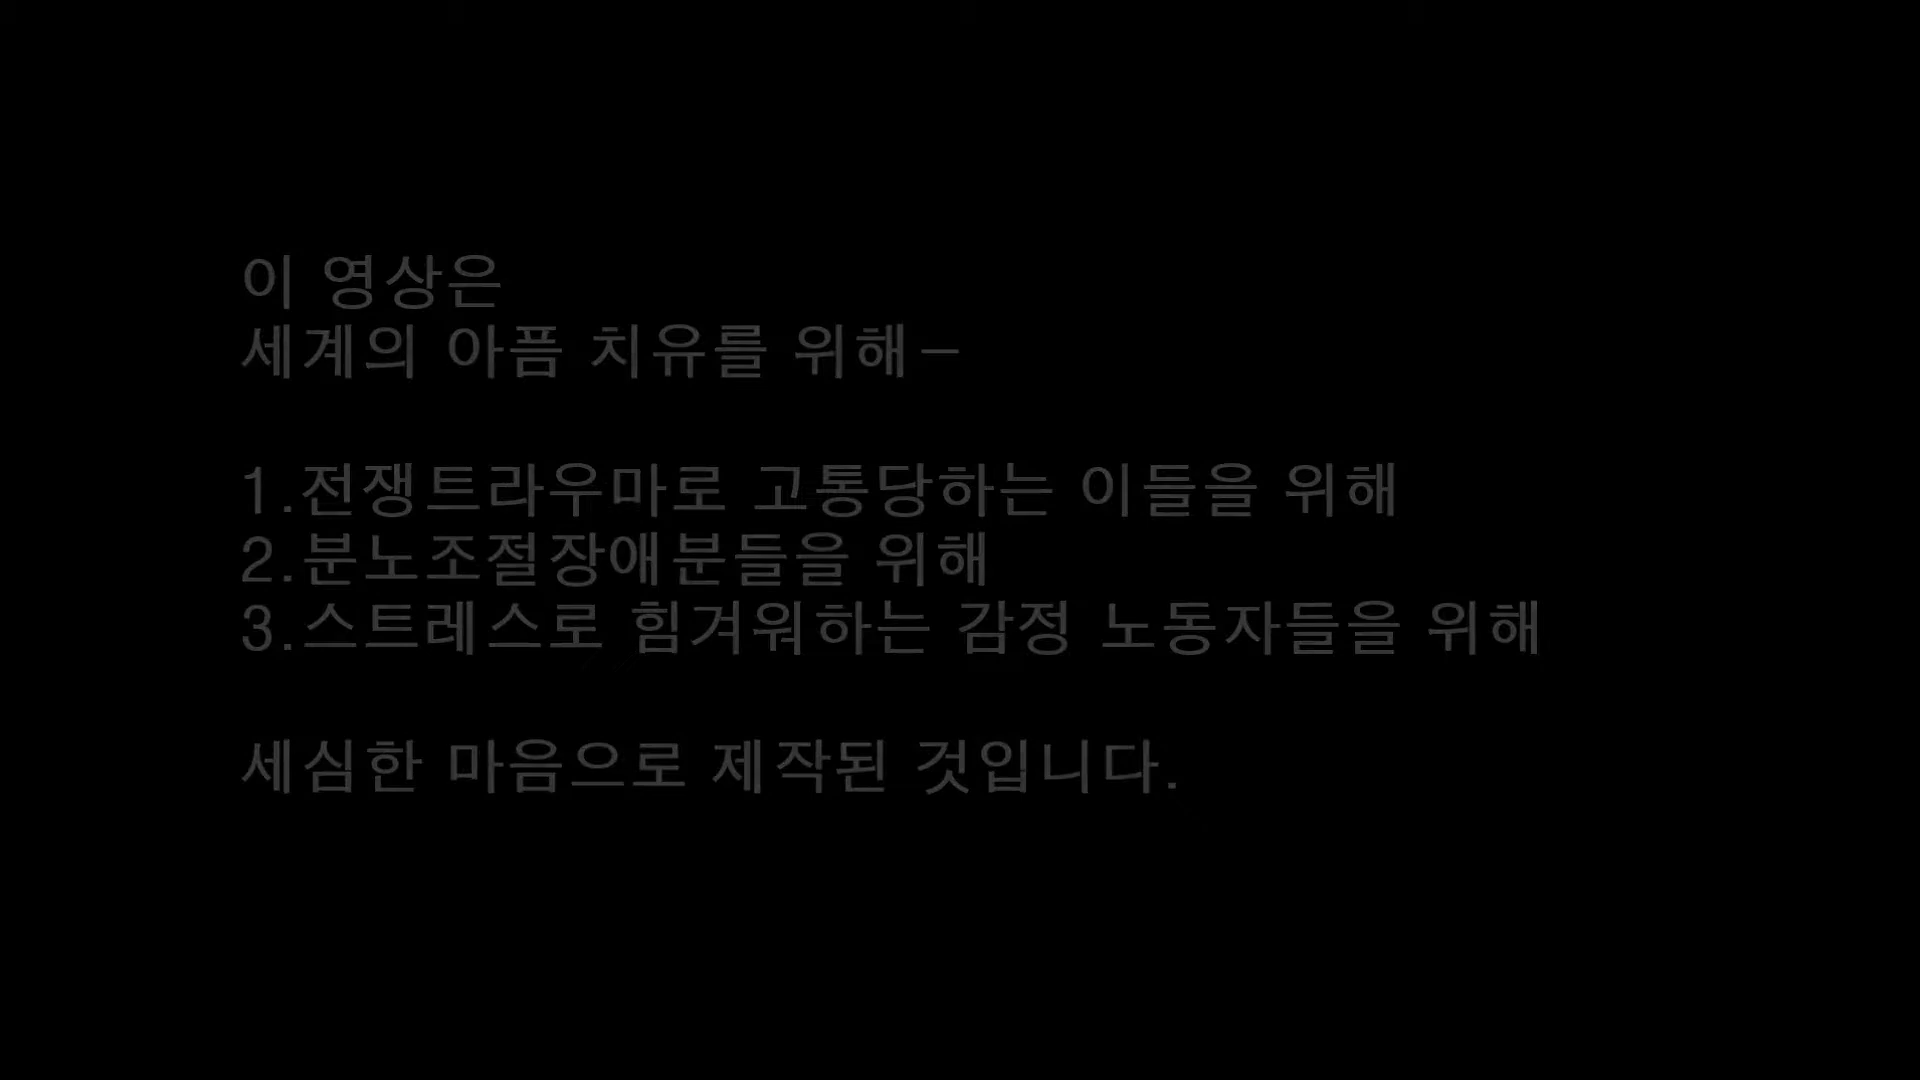 이 영상은
세계의 아픔 치유를 위해-
1.전쟁트라우마로 고통당하는 이들을 위해
2.분노조절장애분들을 위해
3.스트레스로 힘겨워하는 감정 노동자들을 위해
세심한 마음으로 제작된 것입니다.